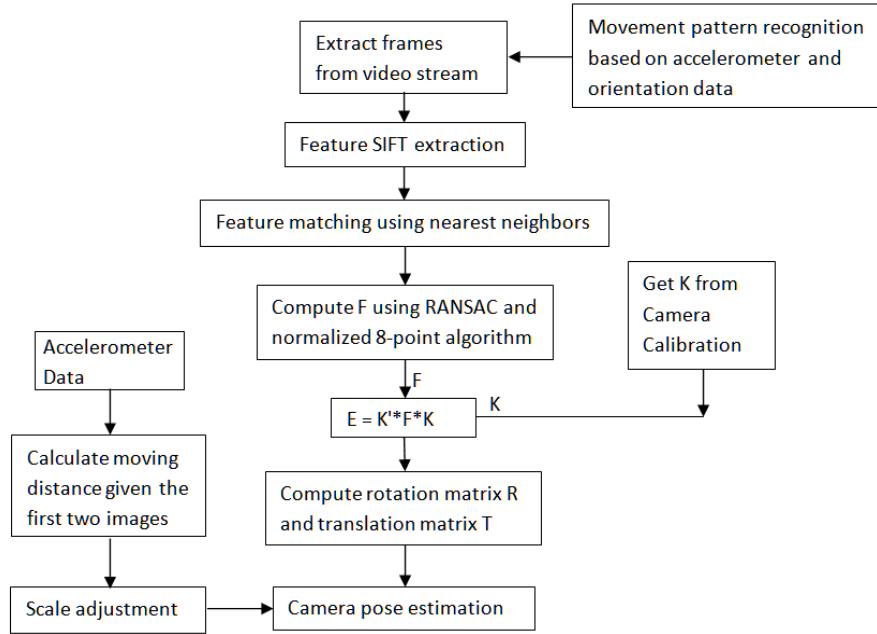 Extract frames
from video stream
Movement pattern recognition
based on accelerometer and
orientation data
Feature SIFT extraction
Feature matching using nearest neighbors
Compute F using RANSAC and
normalized 8-point algorithm
Get K from
Camera
Calibration
Accelerometer
Data
F
K
E = K'*F*K
Calculate moving
distance given the
first two images
Compute rotation matrix R
and translation matrix T
Scale adjustment
Camera pose estimation